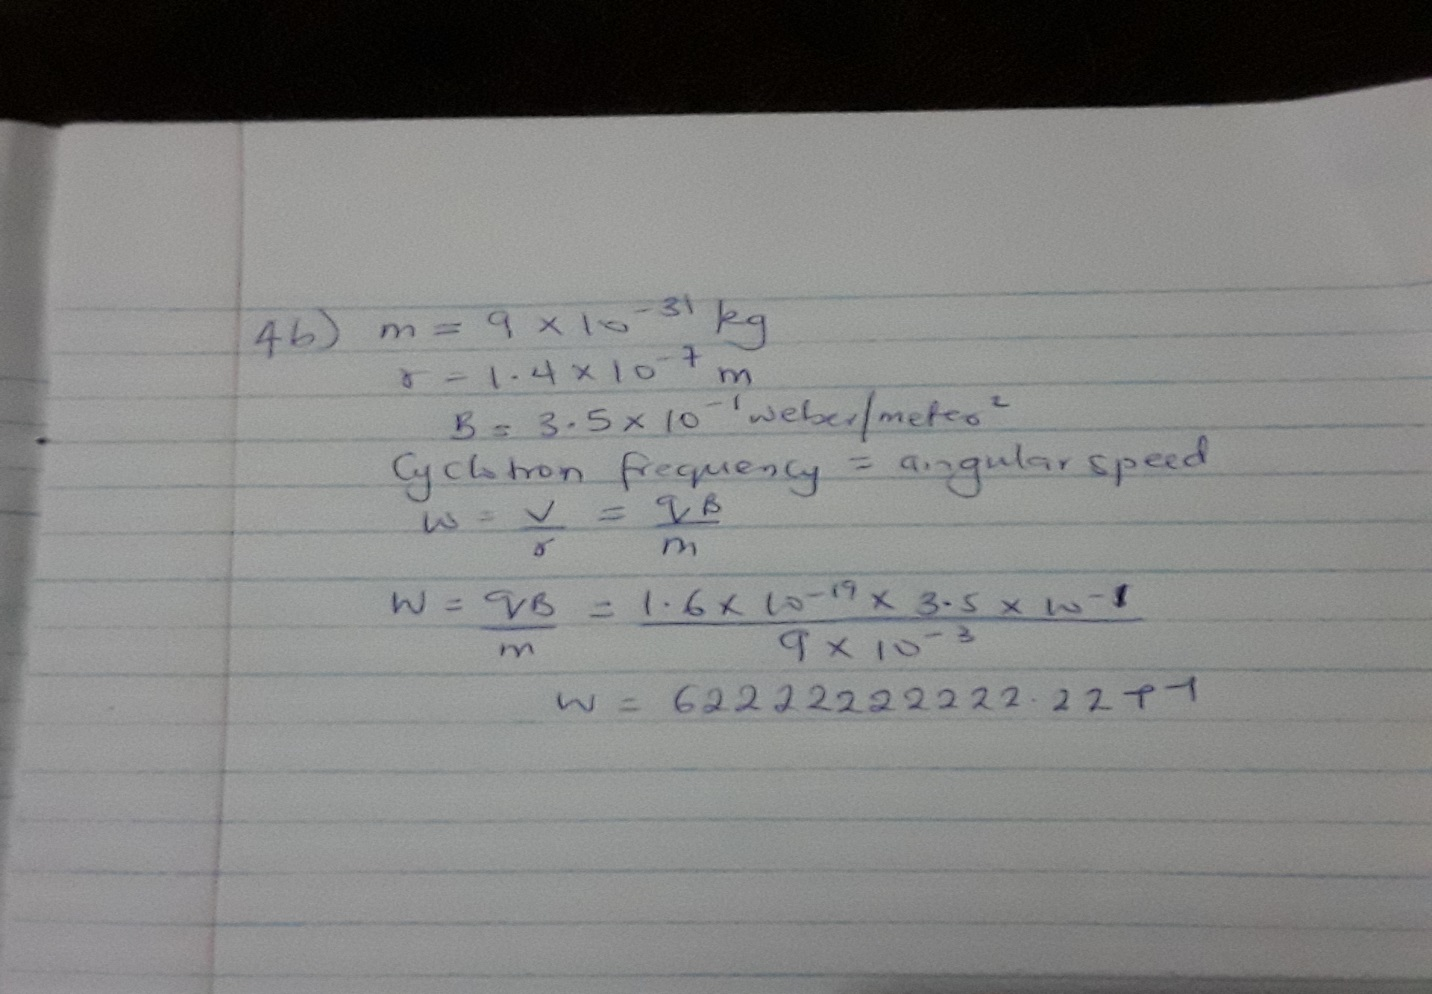 4b) m = 9 × 10⁻³¹ kg
r = 1.4 × 10⁻⁷ m
B = 3.5 × 10⁻¹ weber/meter²
Cyclotron frequency = angular speed
w = v/r = qB/m
w = qB/m = 1.6 × 10⁻¹⁹ × 3.5 × 10⁻¹ / 9 × 10⁻³
w = 62222222222.22